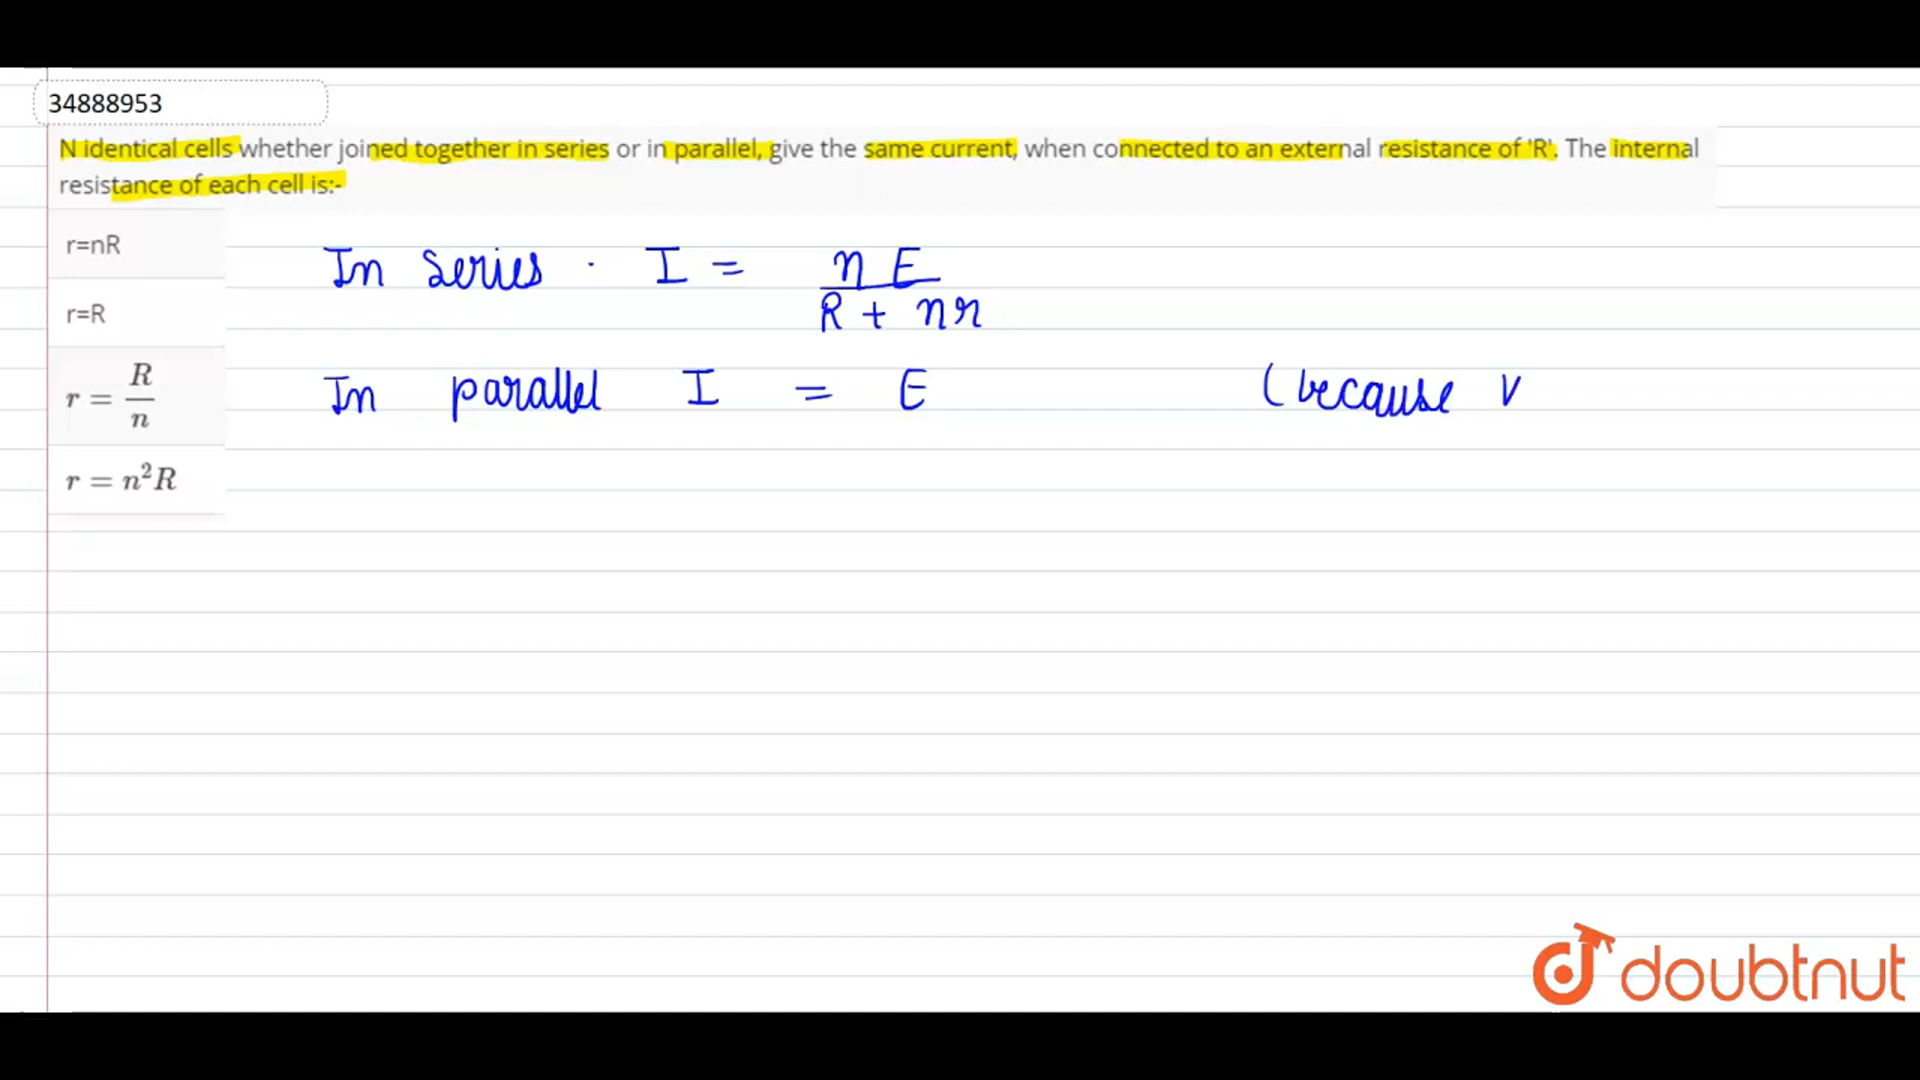 34888953
N identical cells whether joined together in series or in parallel, give the same current, when connected to an external resistance of 'R'. The internal
resistance of each cell is:-
r=nR
r=R
r = R/n
r = n²R
In series . I = n E / R + nr
In parallel I = E (because V
doubtnut